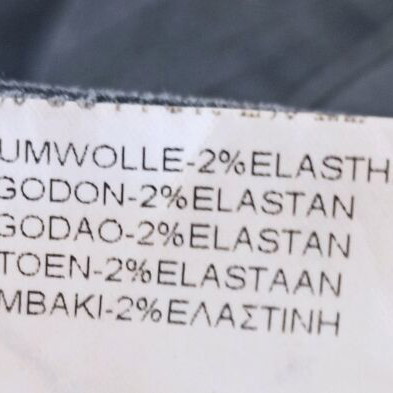 UMWOLLE-2%ELASTH
GODON-2%ELASTAN
GODAO-2%ELASTAN
TOEN-2%ELASTAAN
MBAKI-2%ΕΛΑΣΤΙΝΗ